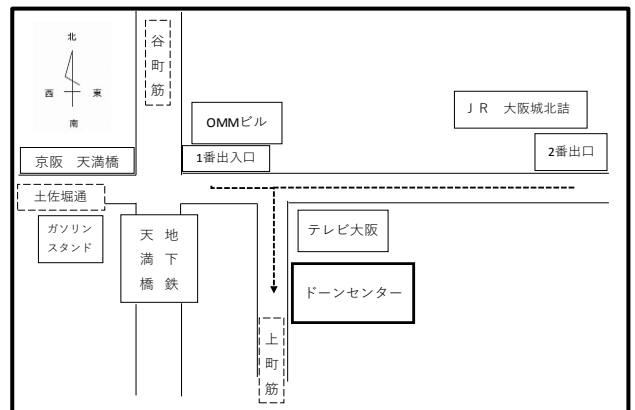 北
西 東
南
谷町筋
OMMビル
JR 大阪城北詰
京阪 天満橋
1番出入口
2番出口
土佐堀通
ガソリン
スタンド
地下鉄
天満橋
テレビ大阪
ドーンセンター
上町筋